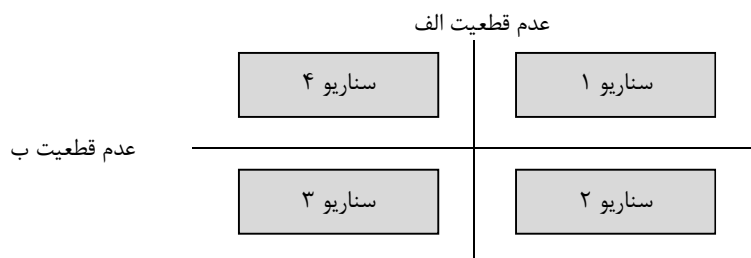 عدم قطعیت الف
سناریو ۱
سناریو ۴
عدم قطعیت ب
سناریو ۲
سناریو ۳